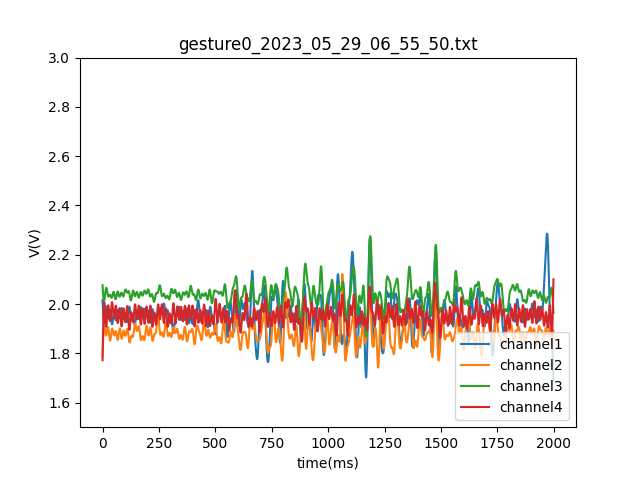 gesture0_2023_05_29_06_55_50.txt
3.0
2.8
2.6
2.4
2.2
2.0
1.8
1.6
V(V)
channel1
channel2
channel3
channel4
0 250 500 750 1000 1250 1500 1750 2000
time(ms)